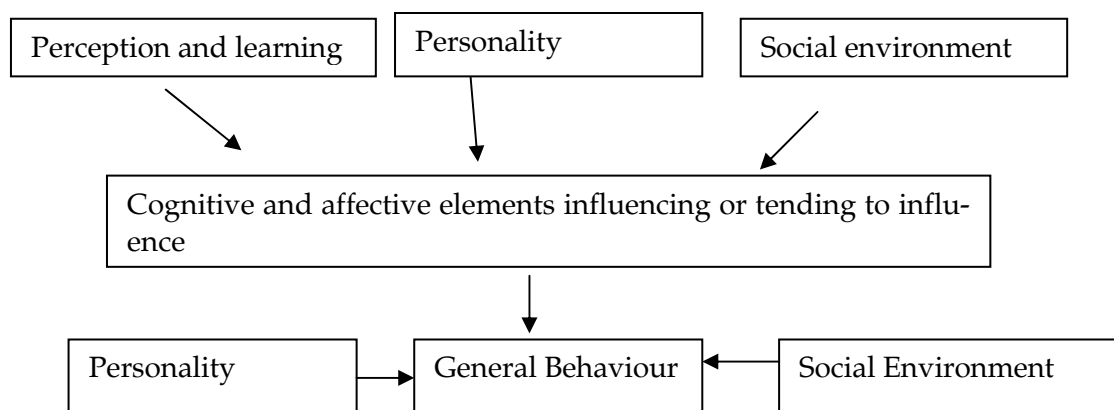 Perception and learning
Personality
Social environment
Cognitive and affective elements influencing or tending to influ-
ence
Personality
General Behaviour
Social Environment